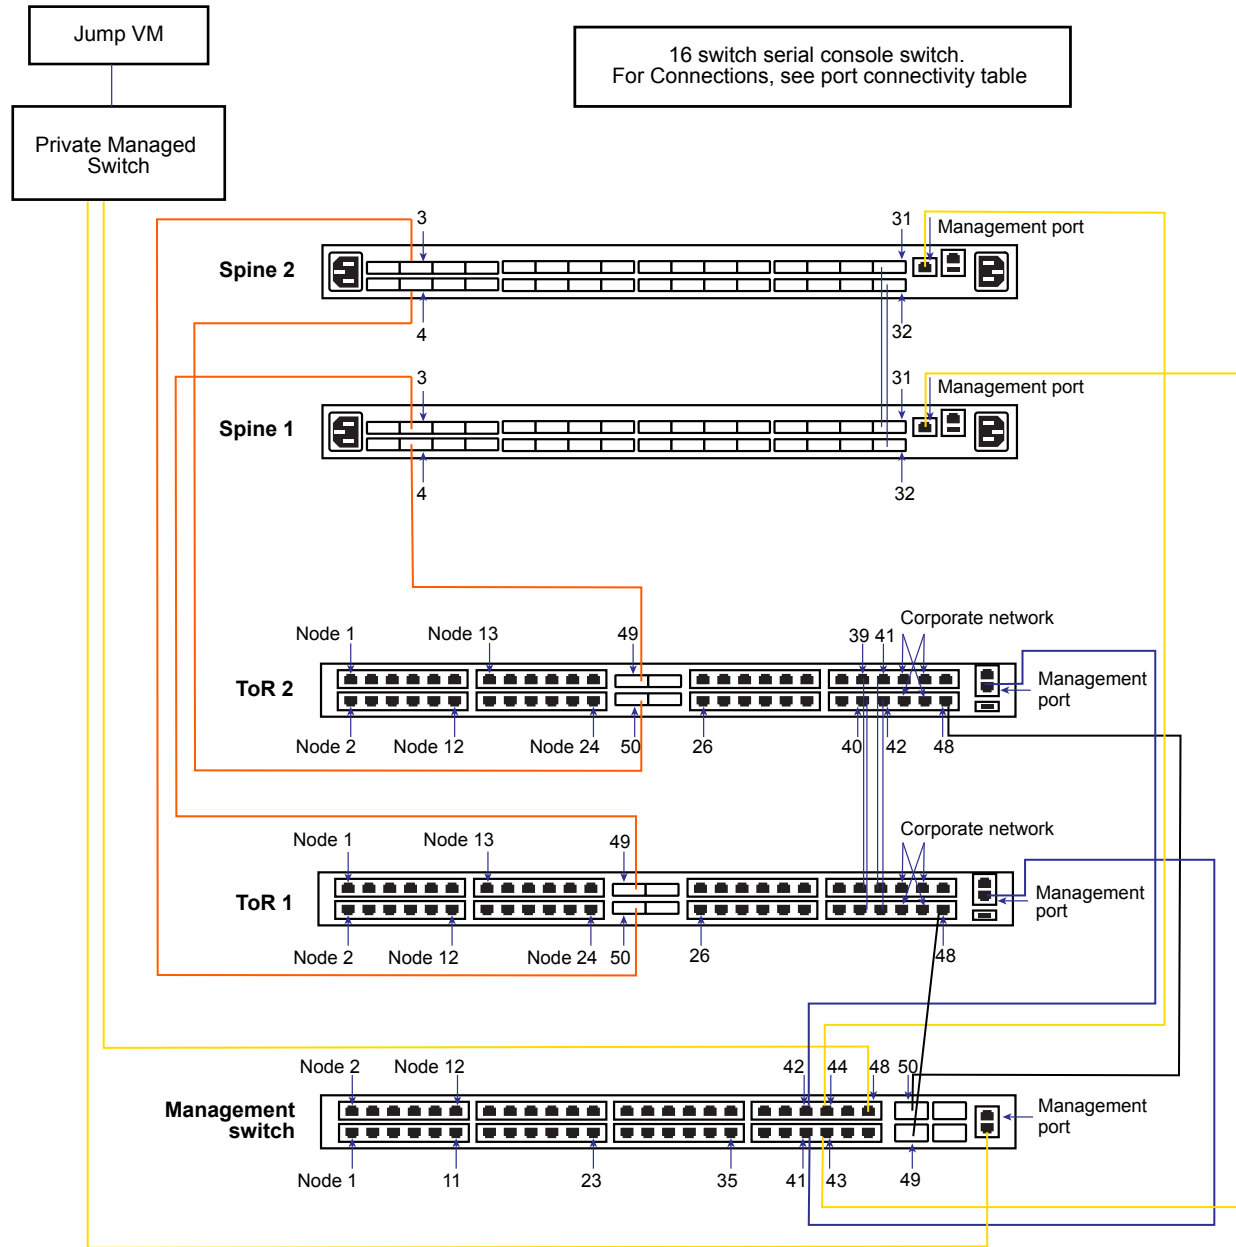 Jump VM
16 switch serial console switch.
For Connections, see port connectivity table
Private Managed
Switch
3
31
Management port
Spine 2
4
32
3
31
Management port
Spine 1
4
32
Corporate network
Node 1
Node 13
49
39
41
ToR 2
Management
port
Node 2
Node 12
Node 24
50
26
40
42
48
Corporate network
Node 1
Node 13
49
ToR 1
Management
port
Node 2
Node 12
Node 24
50
26
48
Node 2
Node 12
42
44
48
50
Management
switch
Management
port
Node 1
11
23
35
41
43
49